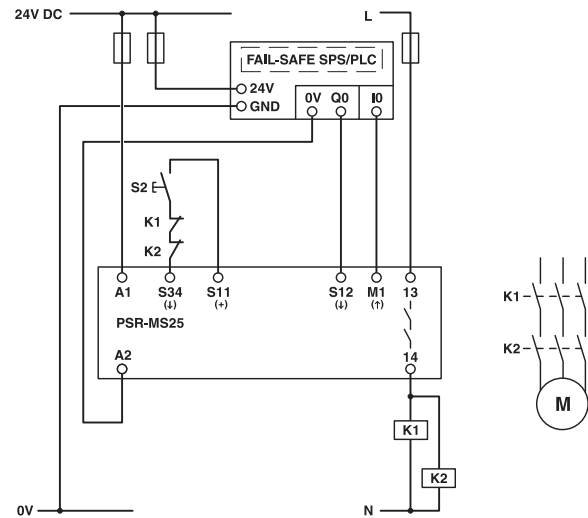 24V DC
L
FAIL-SAFE SPS/PLC
24V
GND
0V Q0 I0
S2
K1
K2
A1 S34 S11 S12 M1 13
(↓) (+) (↓) (↑)
PSR-MS25
A2 14
K1
K2
M
K1
K2
0V N